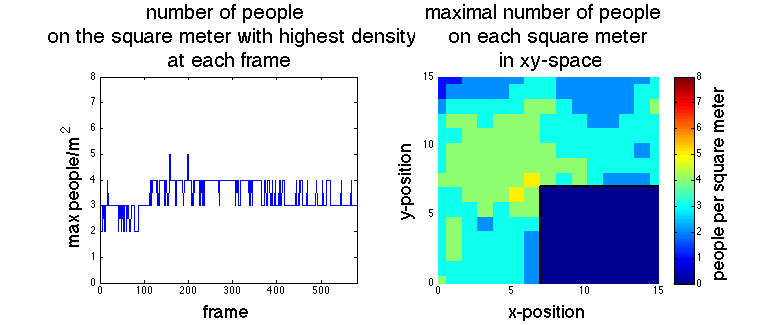 number of people
on the square meter with highest density
at each frame
8
7
6
5
4
3
2
1
0
0
100
200
300
400
500
max people/m²
frame
maximal number of people
on each square meter
in xy-space
15
10
5
0
0
5
10
15
y-position
x-position
8
7
6
5
4
3
2
1
0
people per square meter